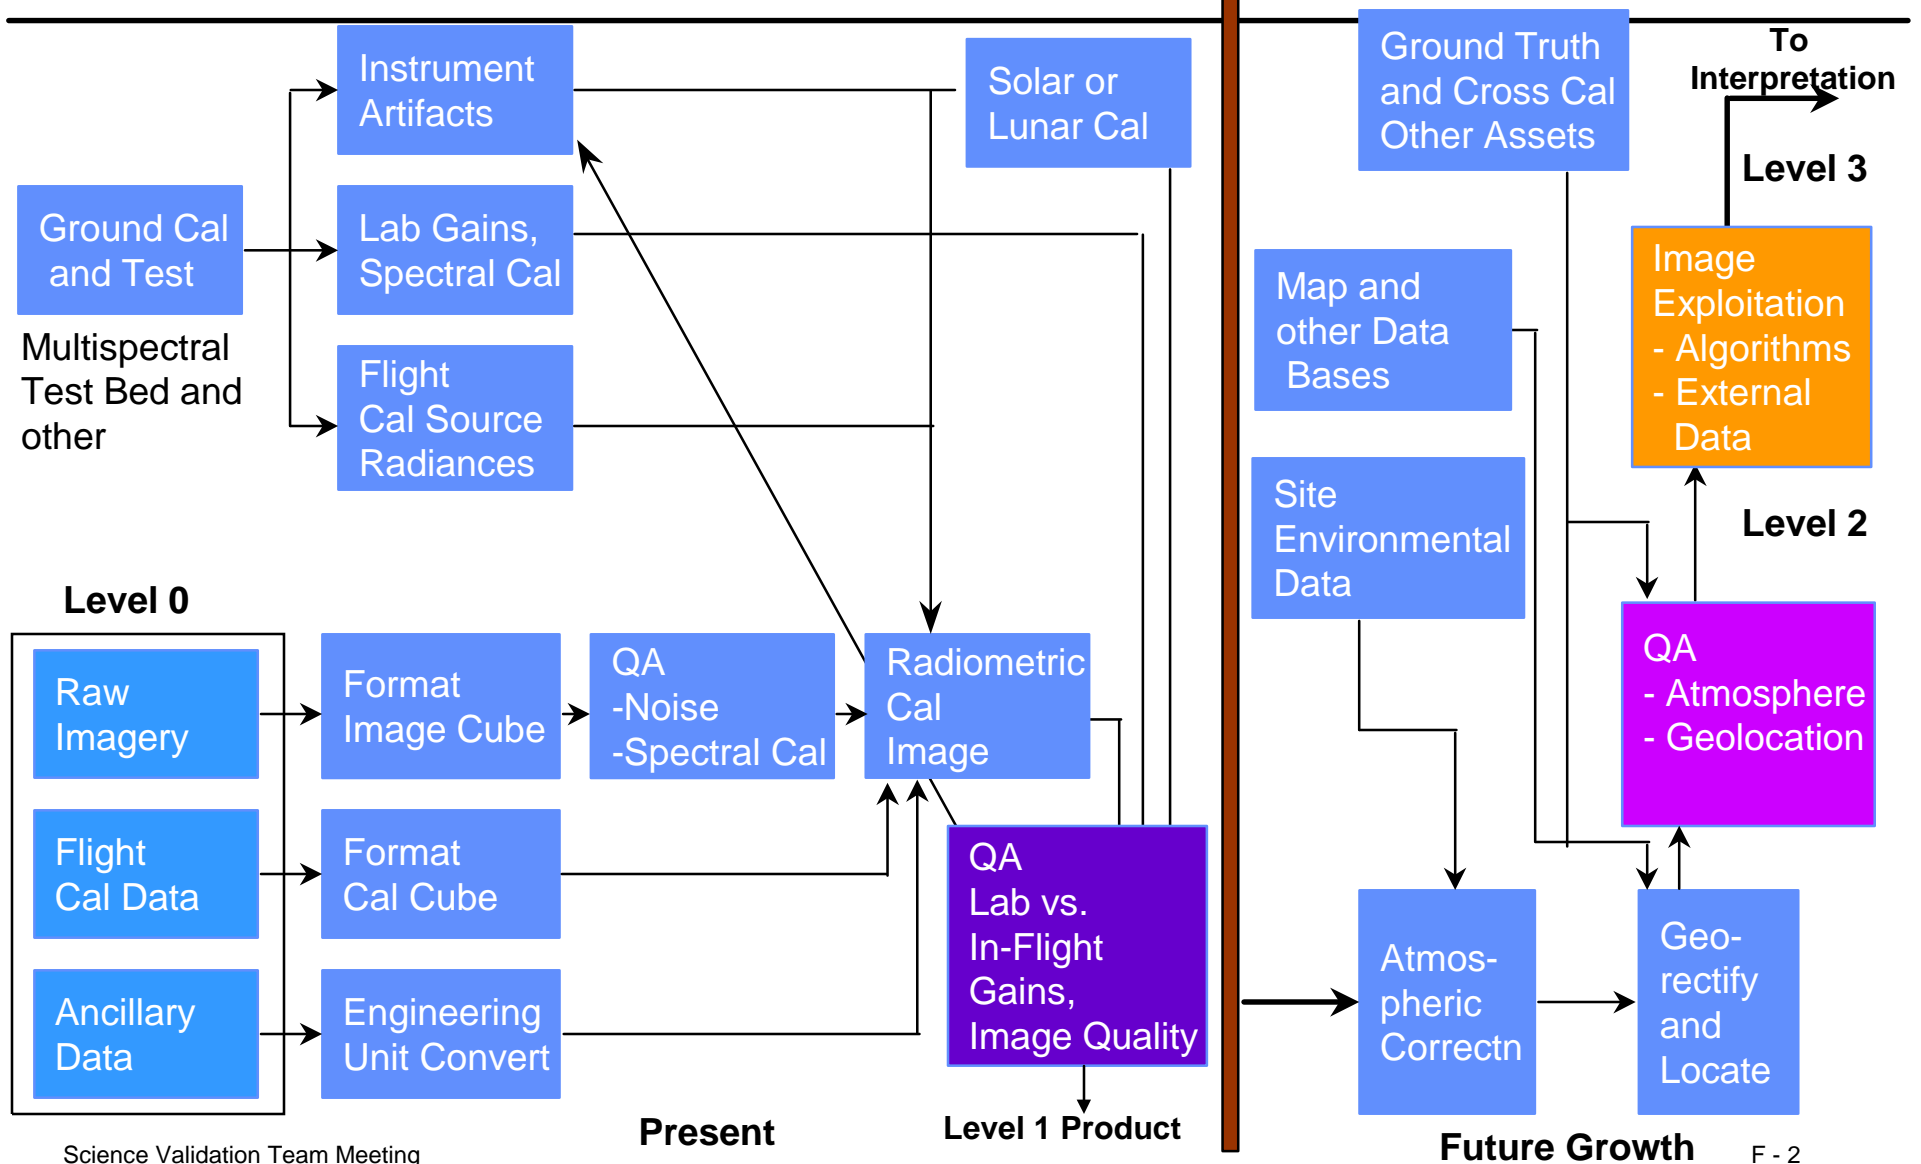 Instrument
Artifacts
Solar or
Lunar Cal
Ground Truth
and Cross Cal
Other Assets
To
Interpretation
Level 3
Ground Cal
and Test
Lab Gains,
Spectral Cal
Multispectral
Test Bed and
other
Flight
Cal Source
Radiances
Map and
other Data
Bases
Image
Exploitation
- Algorithms
- External
Data
Site
Environmental
Data
Level 2
Level 0
Raw
Imagery
Format
Image Cube
QA
-Noise
-Spectral Cal
Radiometric
Cal
Image
QA
- Atmosphere
- Geolocation
Flight
Cal Data
Format
Cal Cube
QA
Lab vs.
In-Flight
Gains,
Image Quality
Atmos-
pheric
Correctn
Geo-
rectify
and
Locate
Ancillary
Data
Engineering
Unit Convert
Present
Level 1 Product
Future Growth
Science Validation Team Meeting
F - 2